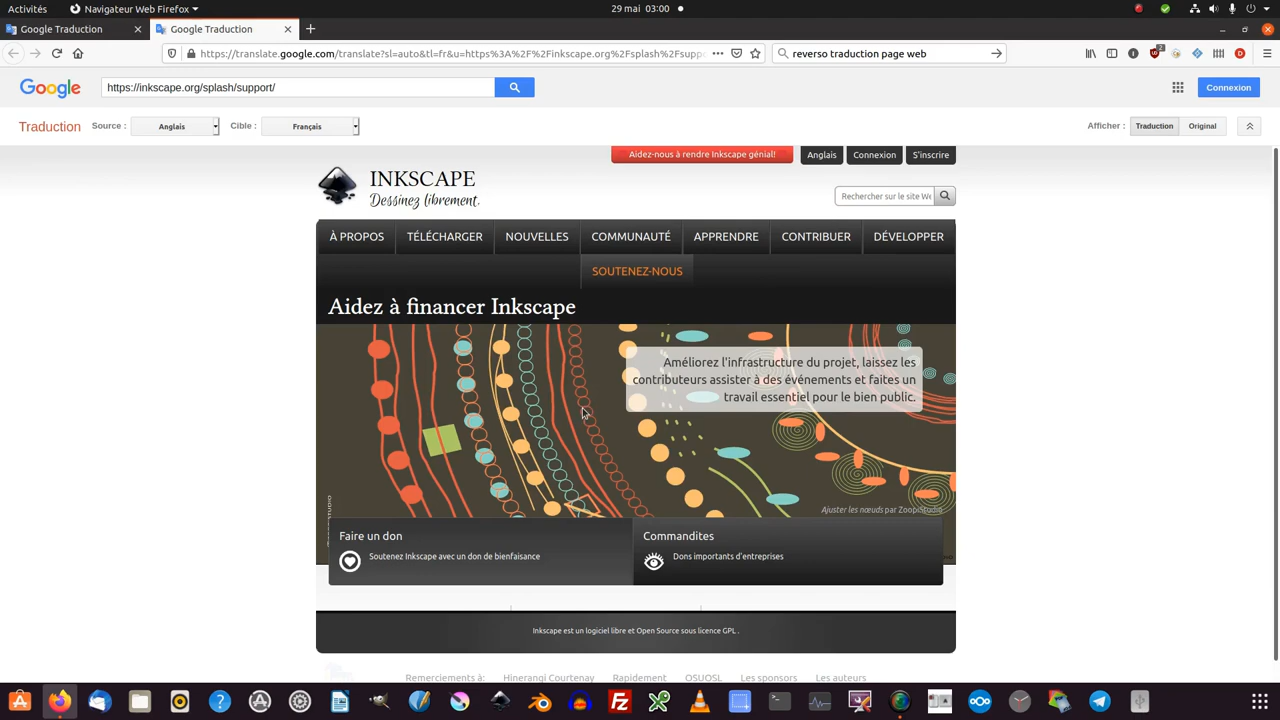 Activités
Navigateur Web Firefox
29 mai 03:00
Google Traduction
Google Traduction
https://translate.google.com/translate?sl=auto&tl=fr&u=https%3A%2F%2Finkscape.org%2Fsplash%2Fsuppo
reverso traduction page web
Google
https://inkscape.org/splash/support/
Connexion
Traduction
Source :
Anglais
Cible :
Français
Afficher :
Traduction
Original
Aidez-nous à rendre Inkscape génial!
Anglais
Connexion
S'inscrire
INKSCAPE
Dessinez librement.
Rechercher sur le site We
À PROPOS
TÉLÉCHARGER
NOUVELLES
COMMUNAUTÉ
APPRENDRE
CONTRIBUER
DÉVELOPPER
SOUTENEZ-NOUS
Aidez à financer Inkscape
Améliorez l'infrastructure du projet, laissez les
contributeurs assister à des événements et faites un
travail essentiel pour le bien public.
Ajuster les nœuds par ZoopiStudio
Faire un don
Soutenez Inkscape avec un don de bienfaisance
Commandites
Dons importants d'entreprises
Inkscape est un logiciel libre et Open Source sous licence GPL .
Remerciements à:
Hinerangi Courtenay
Rapidement
OSUOSL
Les sponsors
Les auteurs